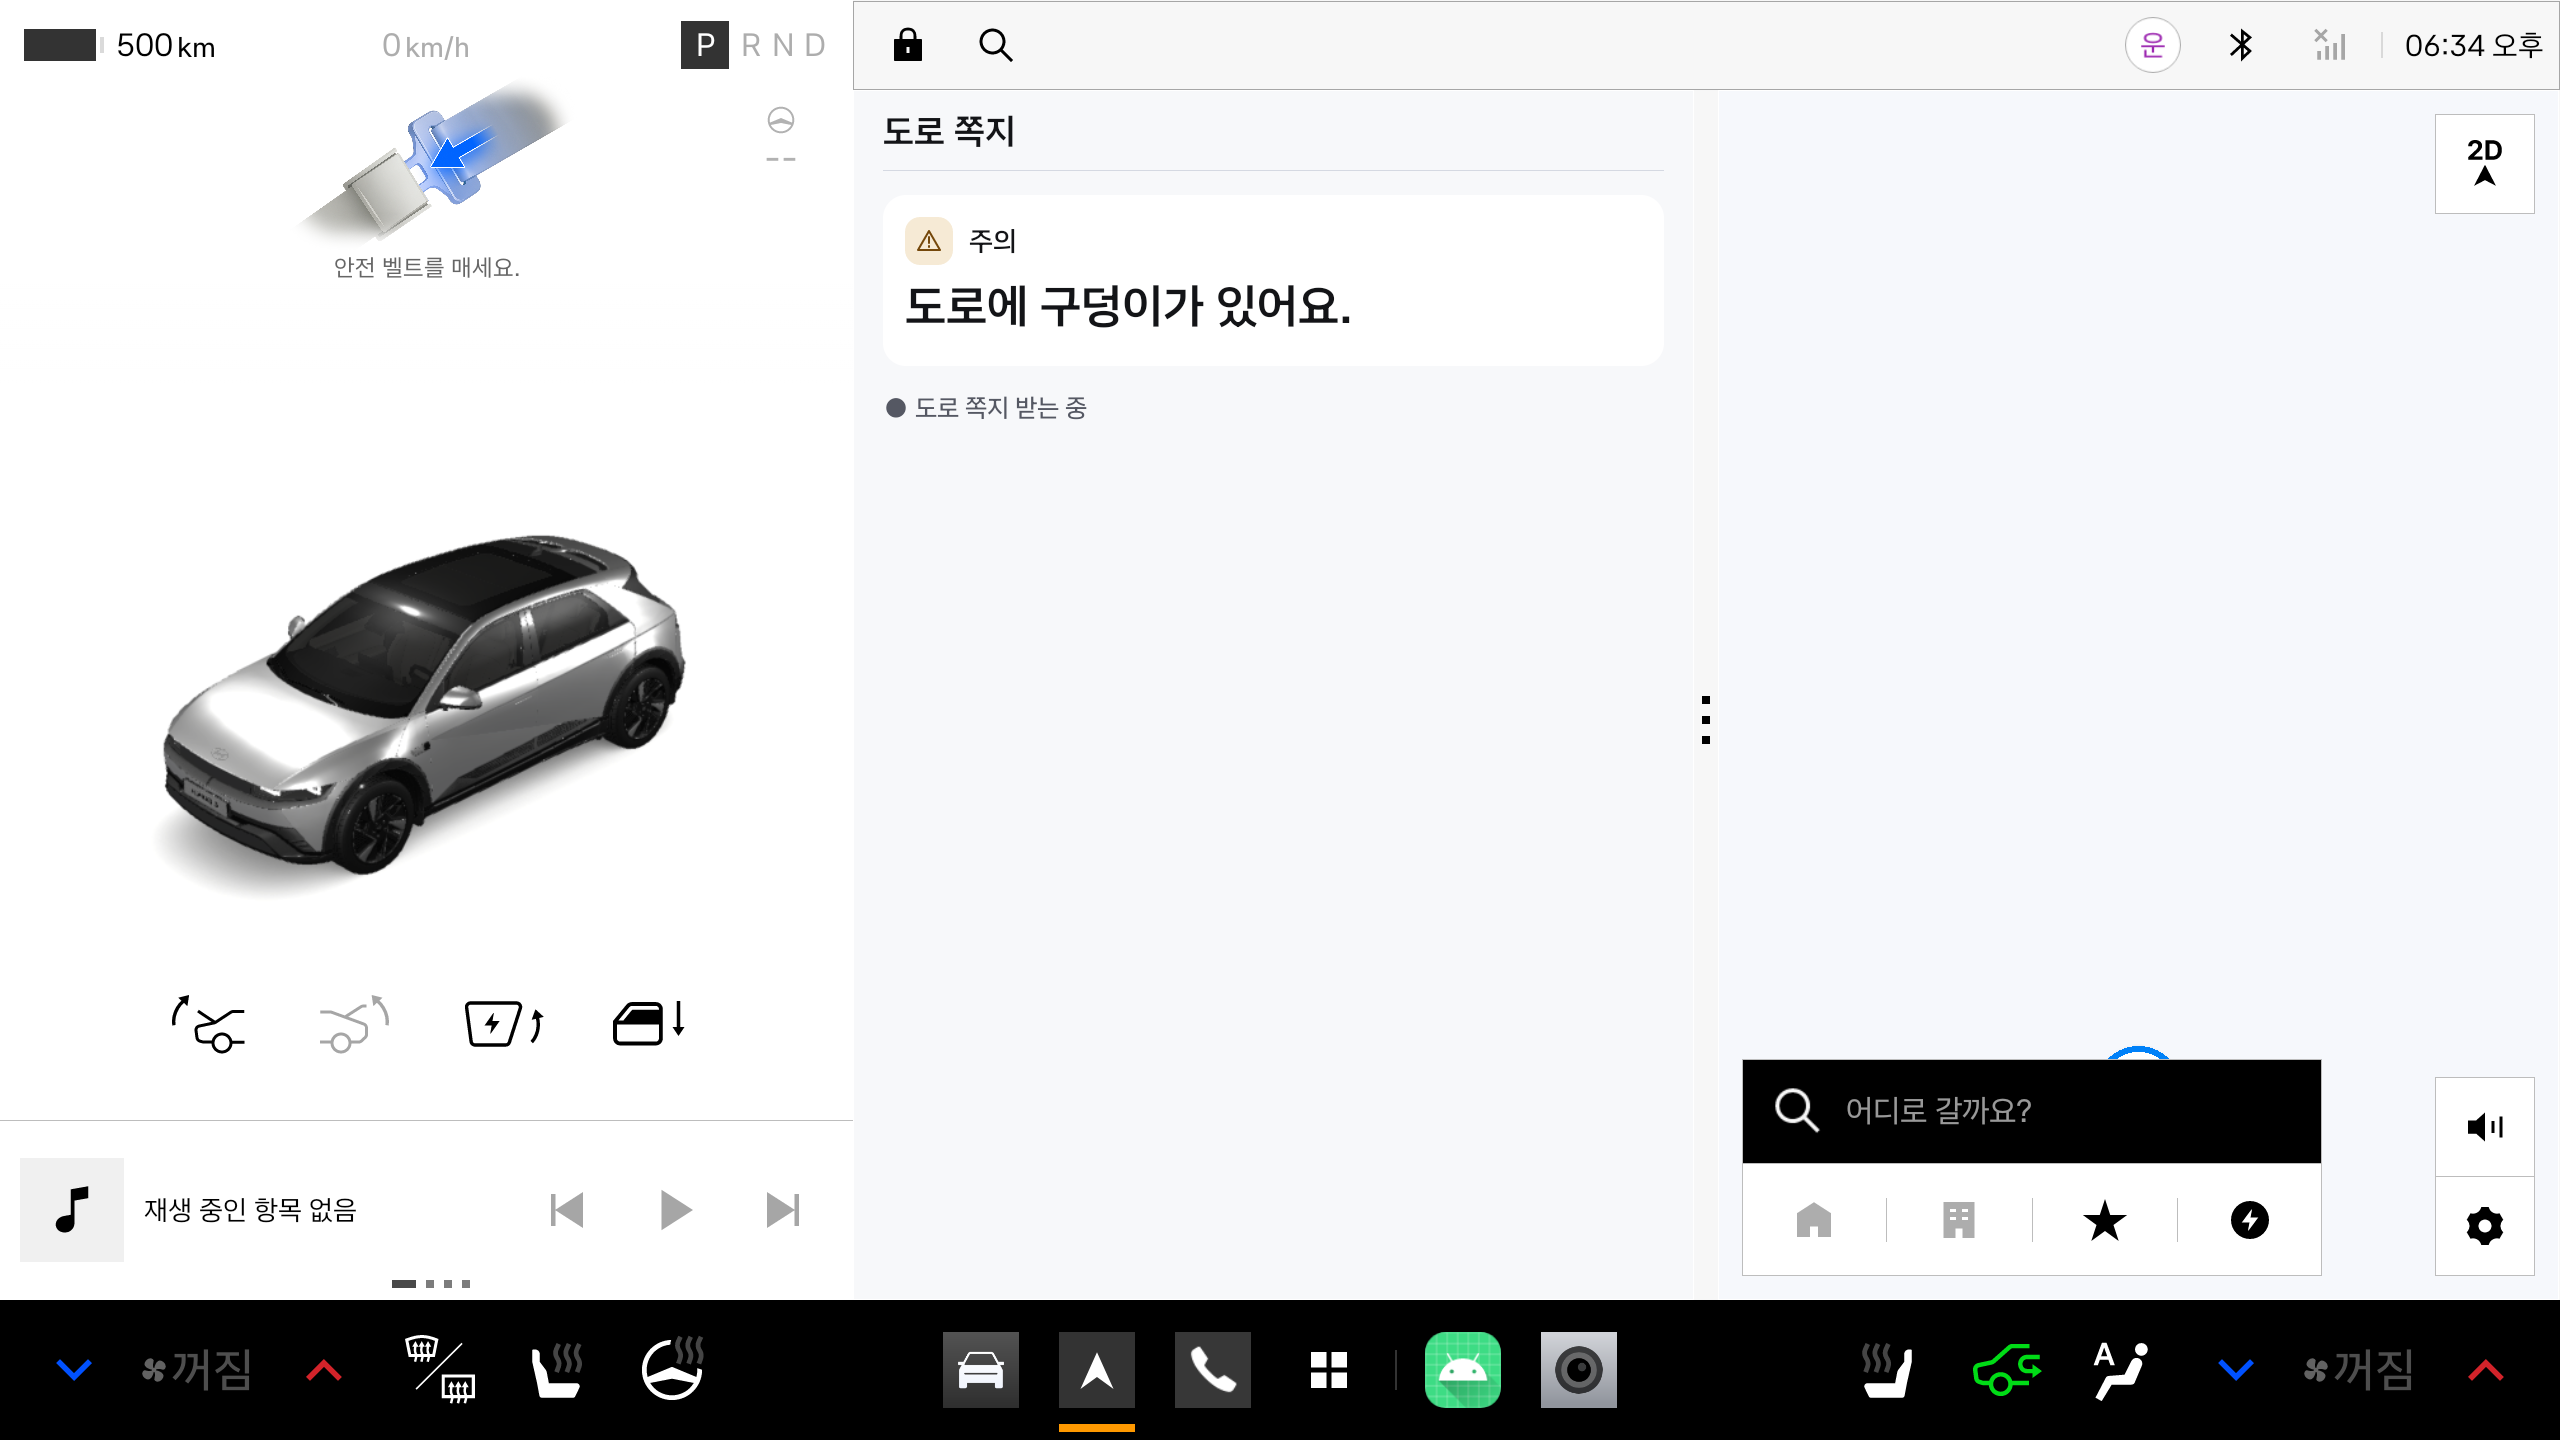 500 km
0 km/h
P R N D
06:34 오후
운
안전 벨트를 매세요.
재생 중인 항목 없음
도로 쪽지
주의
도로에 구덩이가 있어요.
도로 쪽지 받는 중
2D
어디로 갈까요?
꺼짐
A
꺼짐